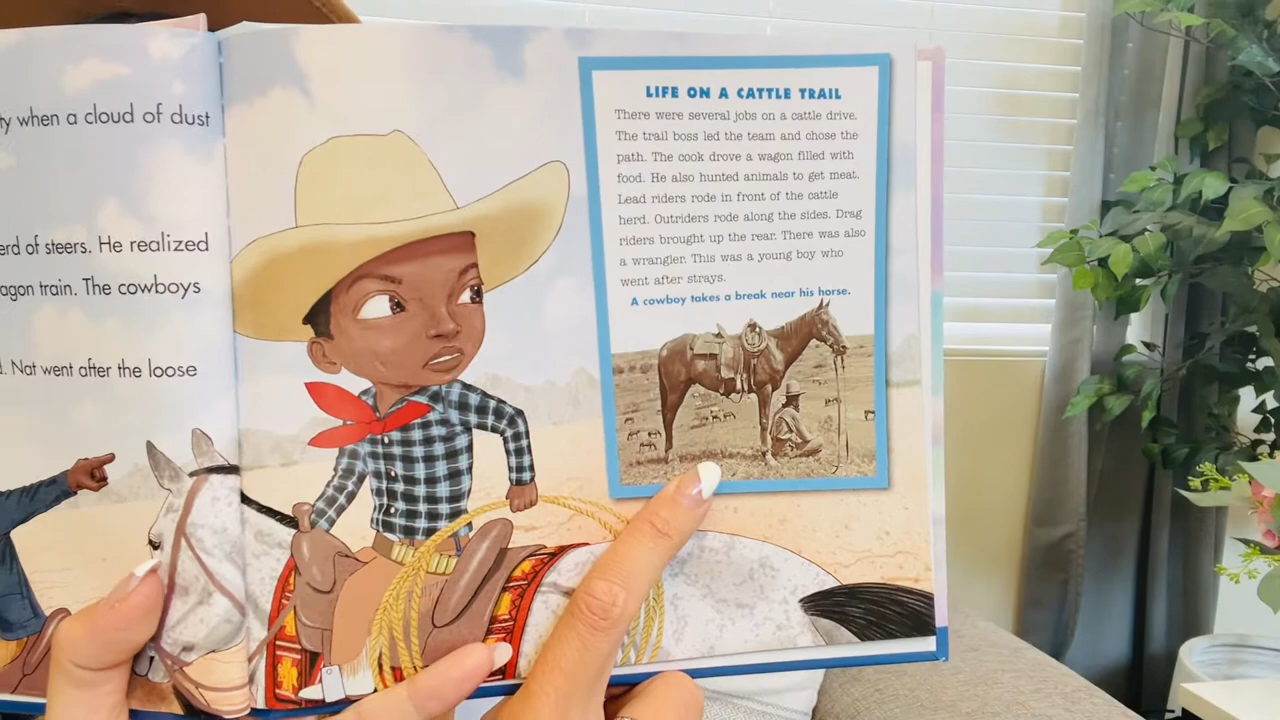 ty when a cloud of dust
erd of steers. He realized
agon train. The cowboys
. Nat went after the loose
LIFE ON A CATTLE TRAIL
There were several jobs on a cattle drive.
The trail boss led the team and chose the
path. The cook drove a wagon filled with
food. He also hunted animals to get meat.
Lead riders rode in front of the cattle
herd. Outriders rode along the sides. Drag
riders brought up the rear. There was also
a wrangler. This was a young boy who
went after strays.
A cowboy takes a break near his horse.